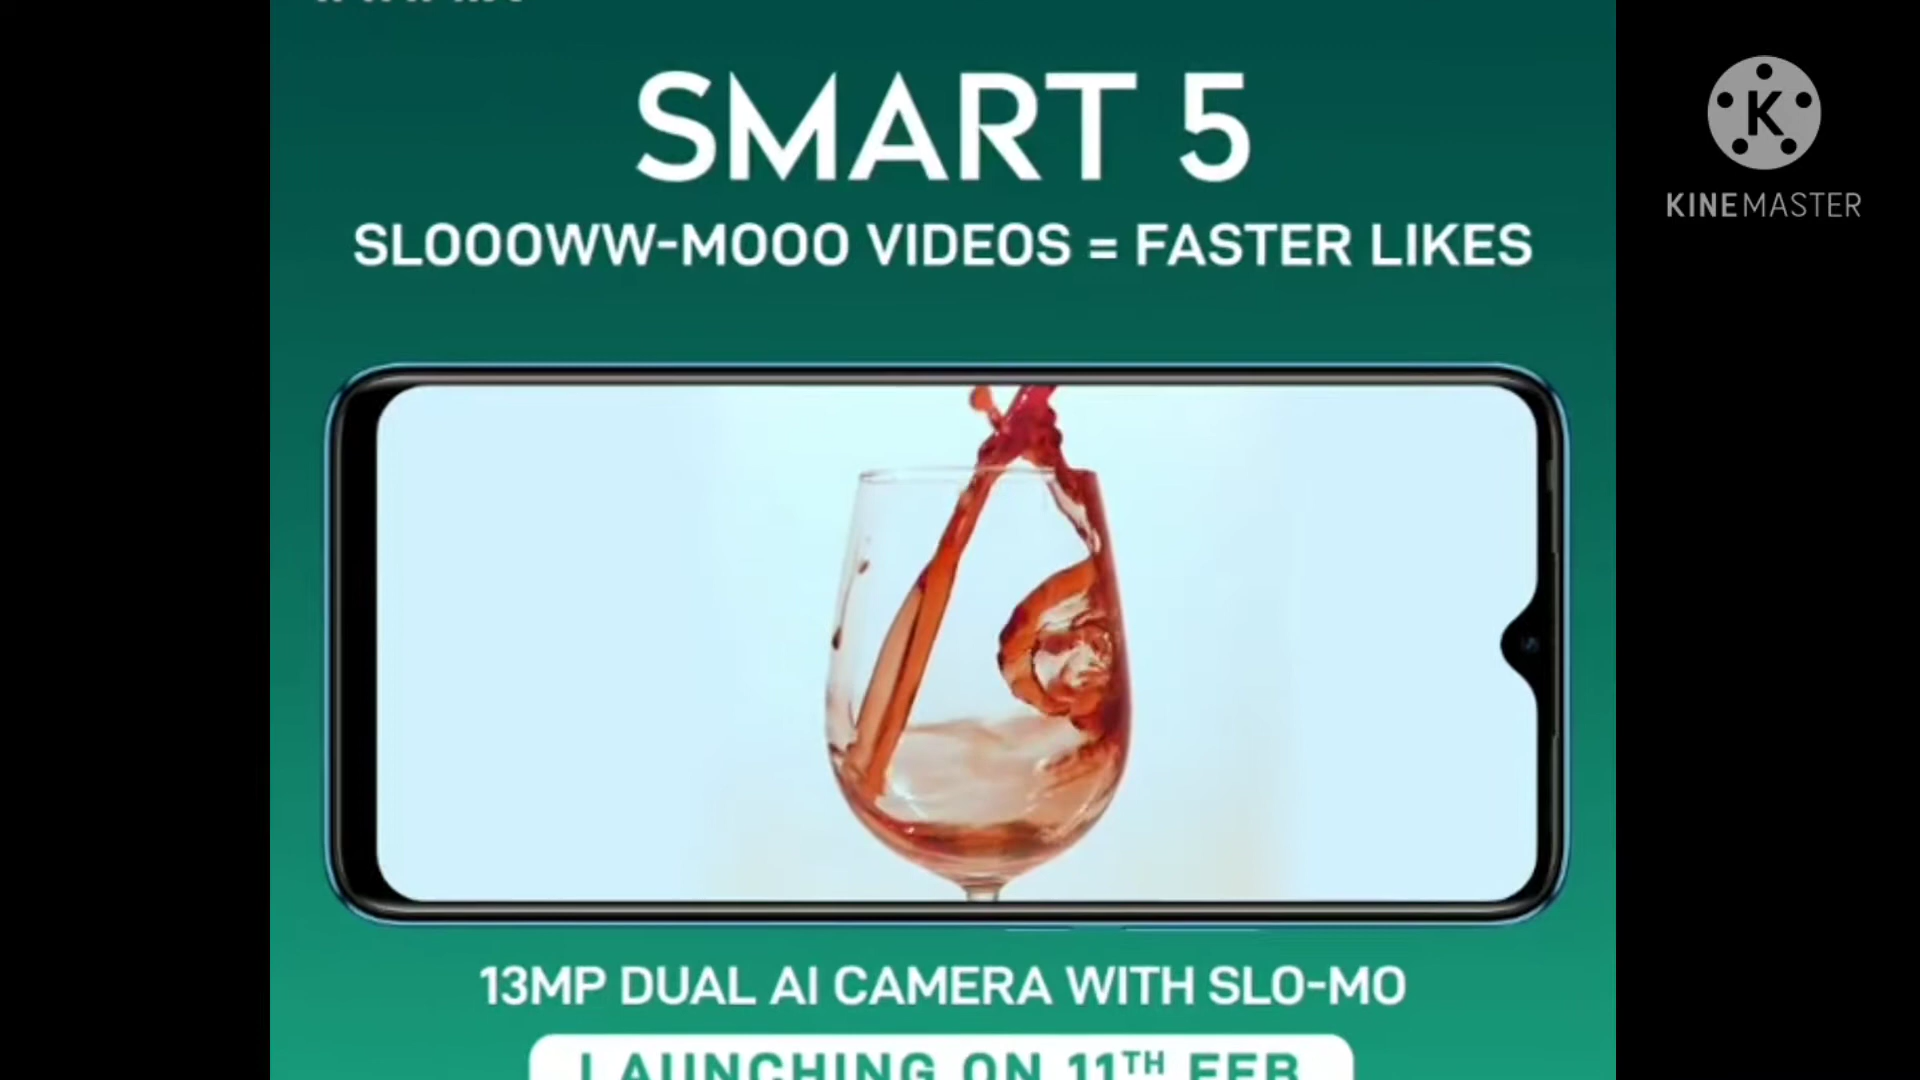 SMART 5
SLOOOWW-MOOO VIDEOS = FASTER LIKES
K
KINEMASTER
13MP DUAL AI CAMERA WITH SLO-MO
LAUNCHING ON 11TH FEB